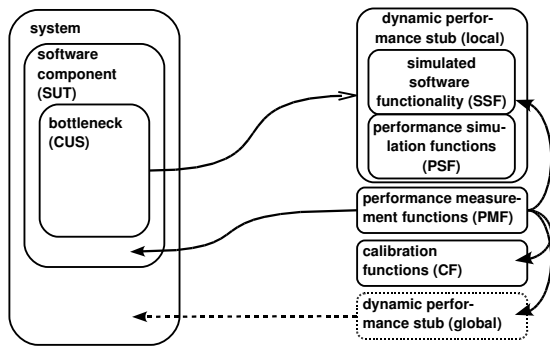 system
software
component
(SUT)
bottleneck
(CUS)
dynamic perfor-
mance stub (local)
simulated
software
functionality (SSF)
performance simu-
lation functions
(PSF)
performance measure-
ment functions (PMF)
calibration
functions (CF)
dynamic perfor-
mance stub (global)